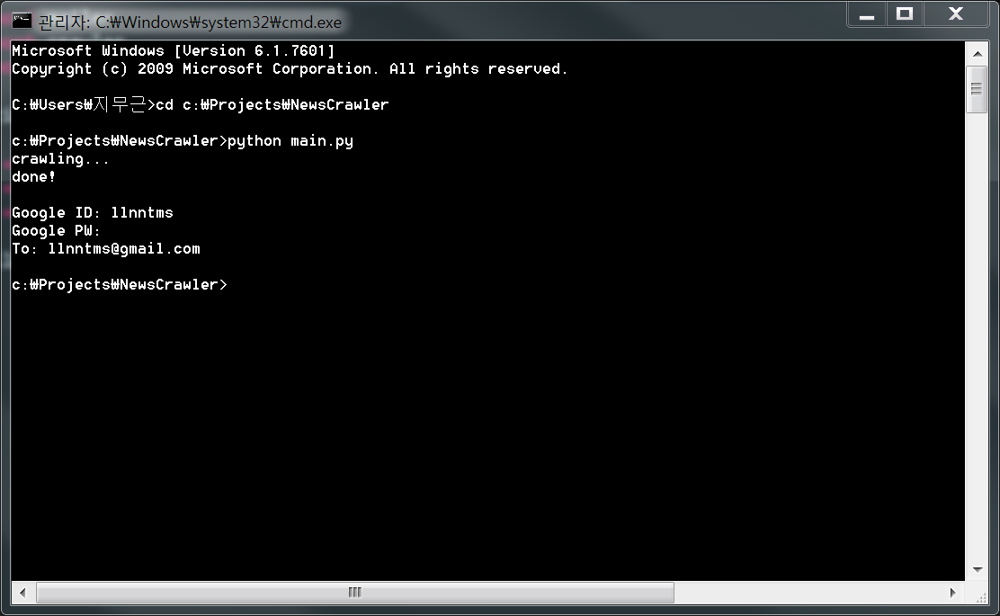 관리자: C:₩Windows₩system32₩cmd.exe
Microsoft Windows [Version 6.1.7601]
Copyright (c) 2009 Microsoft Corporation. All rights reserved.
C:₩Users₩지무근>cd c:₩Projects₩NewsCrawler
c:₩Projects₩NewsCrawler>python main.py
crawling...
done!
Google ID: llnntms
Google PW:
To: llnntms@gmail.com
c:₩Projects₩NewsCrawler>